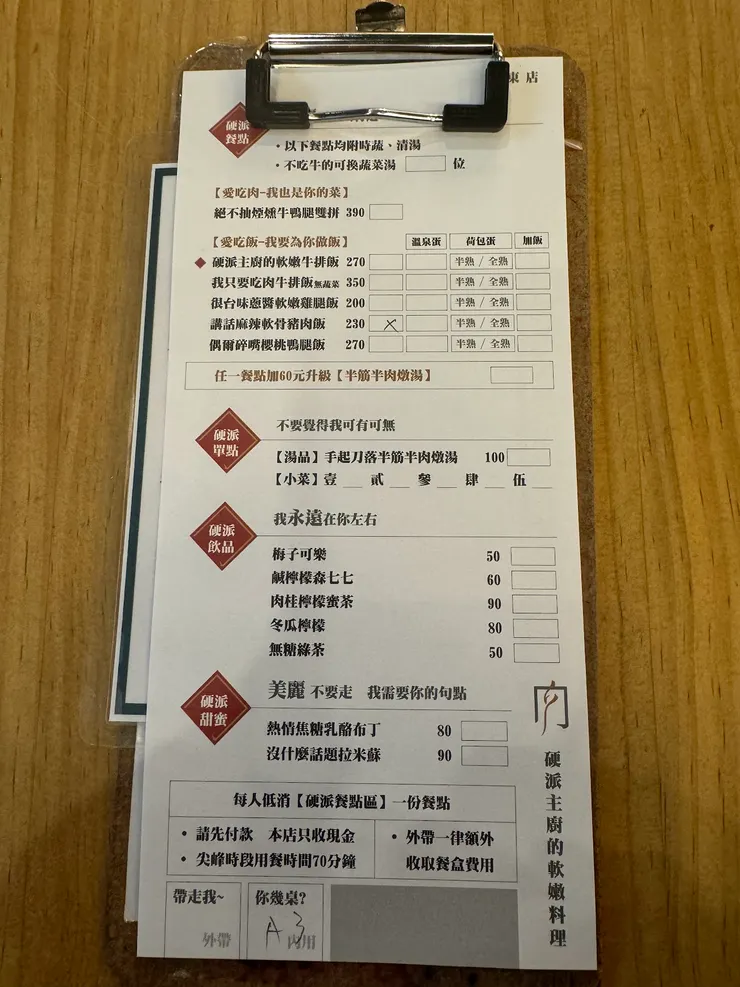 東店
硬派
餐點
・以下餐點均附時蔬、清湯
・不吃牛的可換蔬菜湯 位
【愛吃肉-我也是你的菜】
絕不抽煙燻牛鴨腿雙拼 390
【愛吃飯-我要為你做飯】 溫泉蛋 荷包蛋 加飯
硬派主廚的軟嫩牛排飯 270 半熟 / 全熟
我只要吃肉牛排飯無蔬菜 350 半熟 / 全熟
很台味蔥醬軟嫩雞腿飯 200 半熟 / 全熟
講話麻辣軟骨豬肉飯 230 X 半熟 / 全熟
偶爾碎嘴櫻桃鴨腿飯 270 半熟 / 全熟
任一餐點加60元升級【半筋半肉燉湯】
硬派
單點
不要覺得我可有可無
【湯品】手起刀落半筋半肉燉湯 100
【小菜】壹 __ 貳 __ 參 __ 肆 __ 伍 __
硬派
飲品
我永遠在你左右
梅子可樂 50
鹹檸檬森七七 60
肉桂檸檬蜜茶 90
冬瓜檸檬 80
無糖綠茶 50
硬派
甜蜜
美麗 不要走 我需要你的句點
熱情焦糖乳酪布丁 80
沒什麼話題拉米蘇 90
每人低消【硬派餐點區】一份餐點
・請先付款 本店只收現金
・尖峰時段用餐時間70分鐘
・外帶一律額外
收取餐盒費用
帶走我~
外帶
你幾桌?
A3
內用
肉
硬派主廚的軟嫩料理